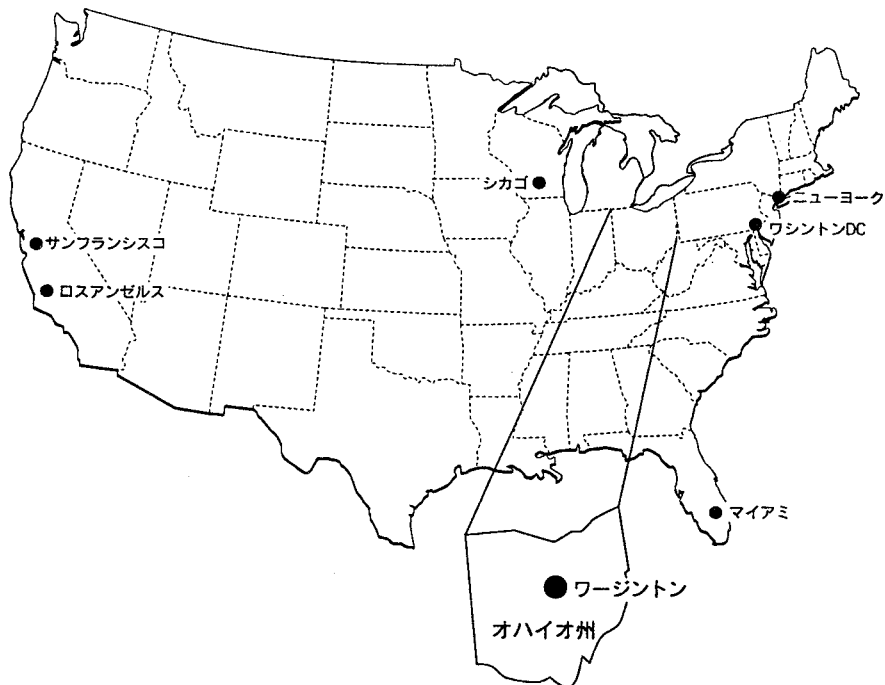 シカゴ
ニューヨーク
ワシントンDC
サンフランシスコ
ロスアンゼルス
マイアミ
ワージントン
オハイオ州